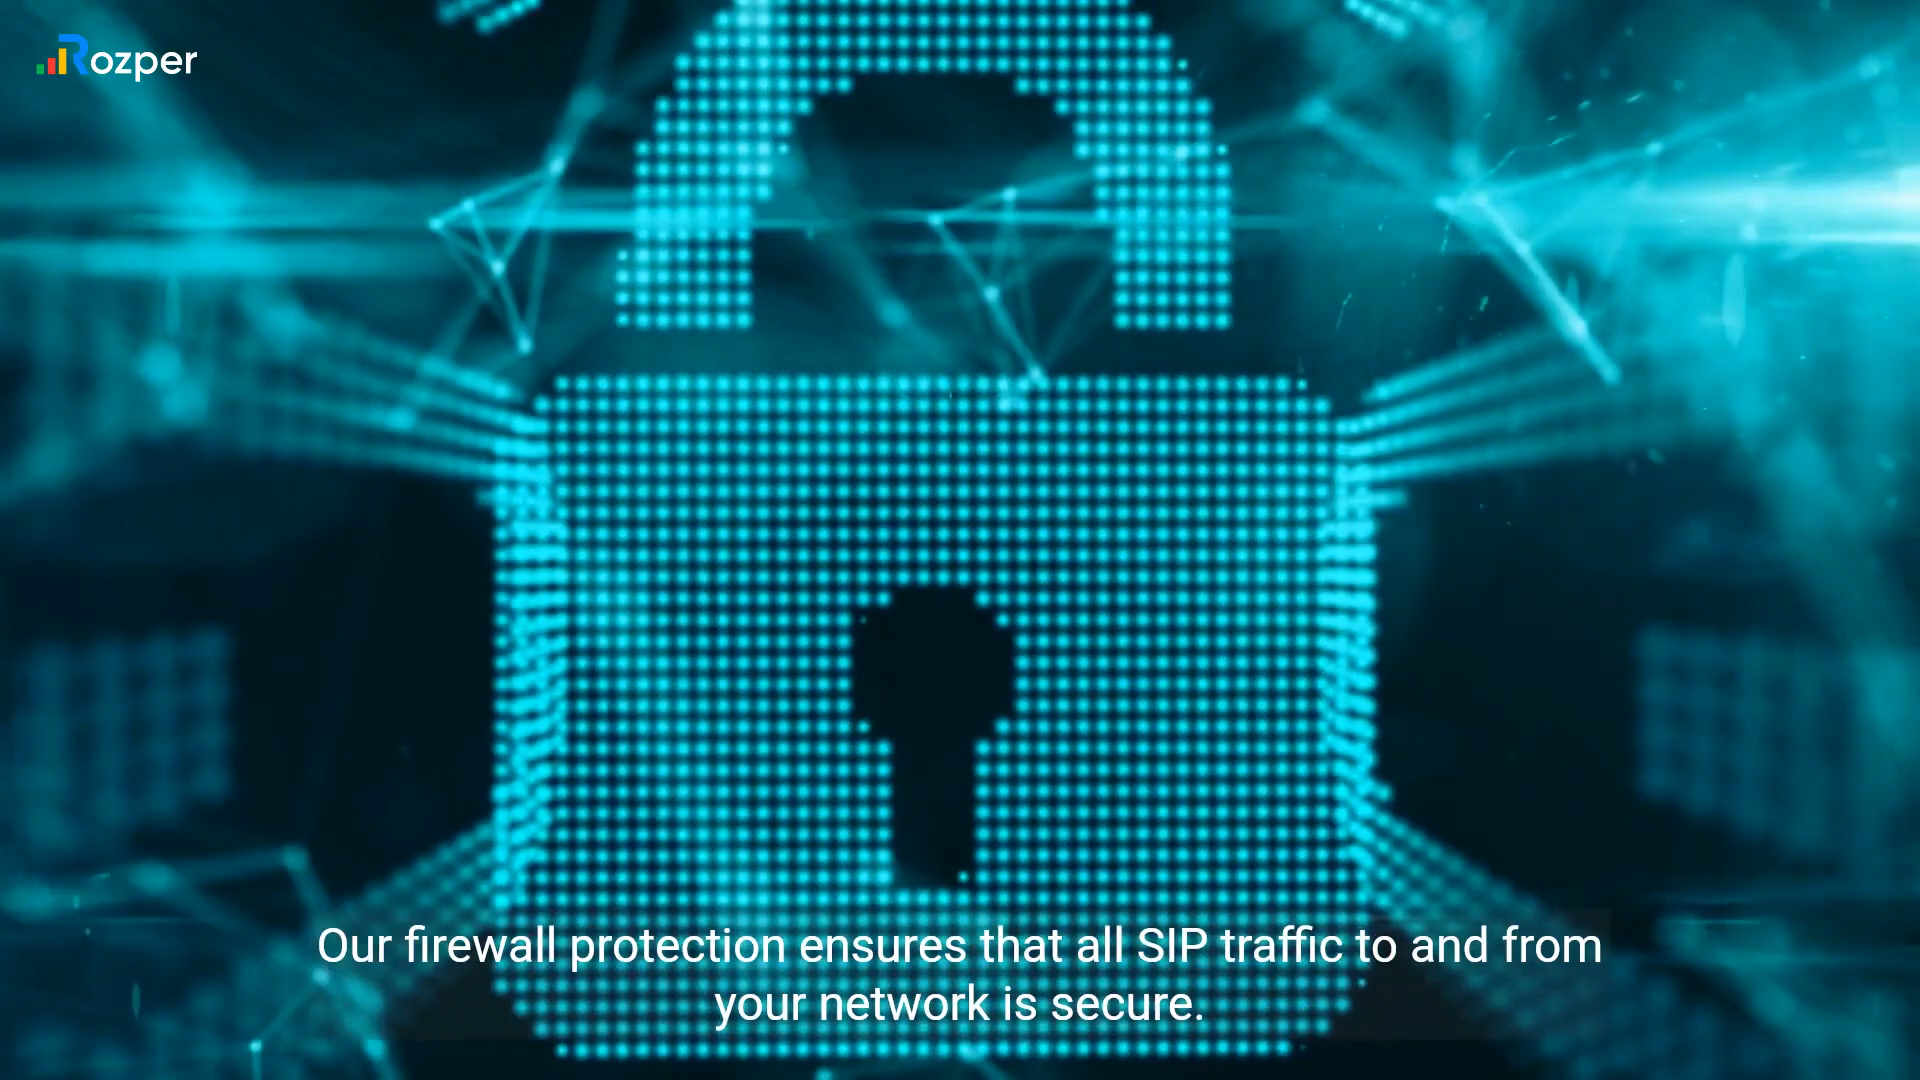 Rozper
Our firewall protection ensures that all SIP traffic to and from
your network is secure.